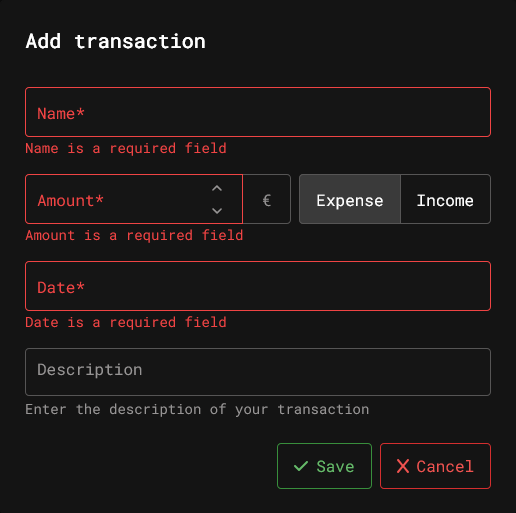 Add transaction
Name*
Name is a required field
Amount* € Expense Income
Amount is a required field
Date*
Date is a required field
Description
Enter the description of your transaction
Save Cancel